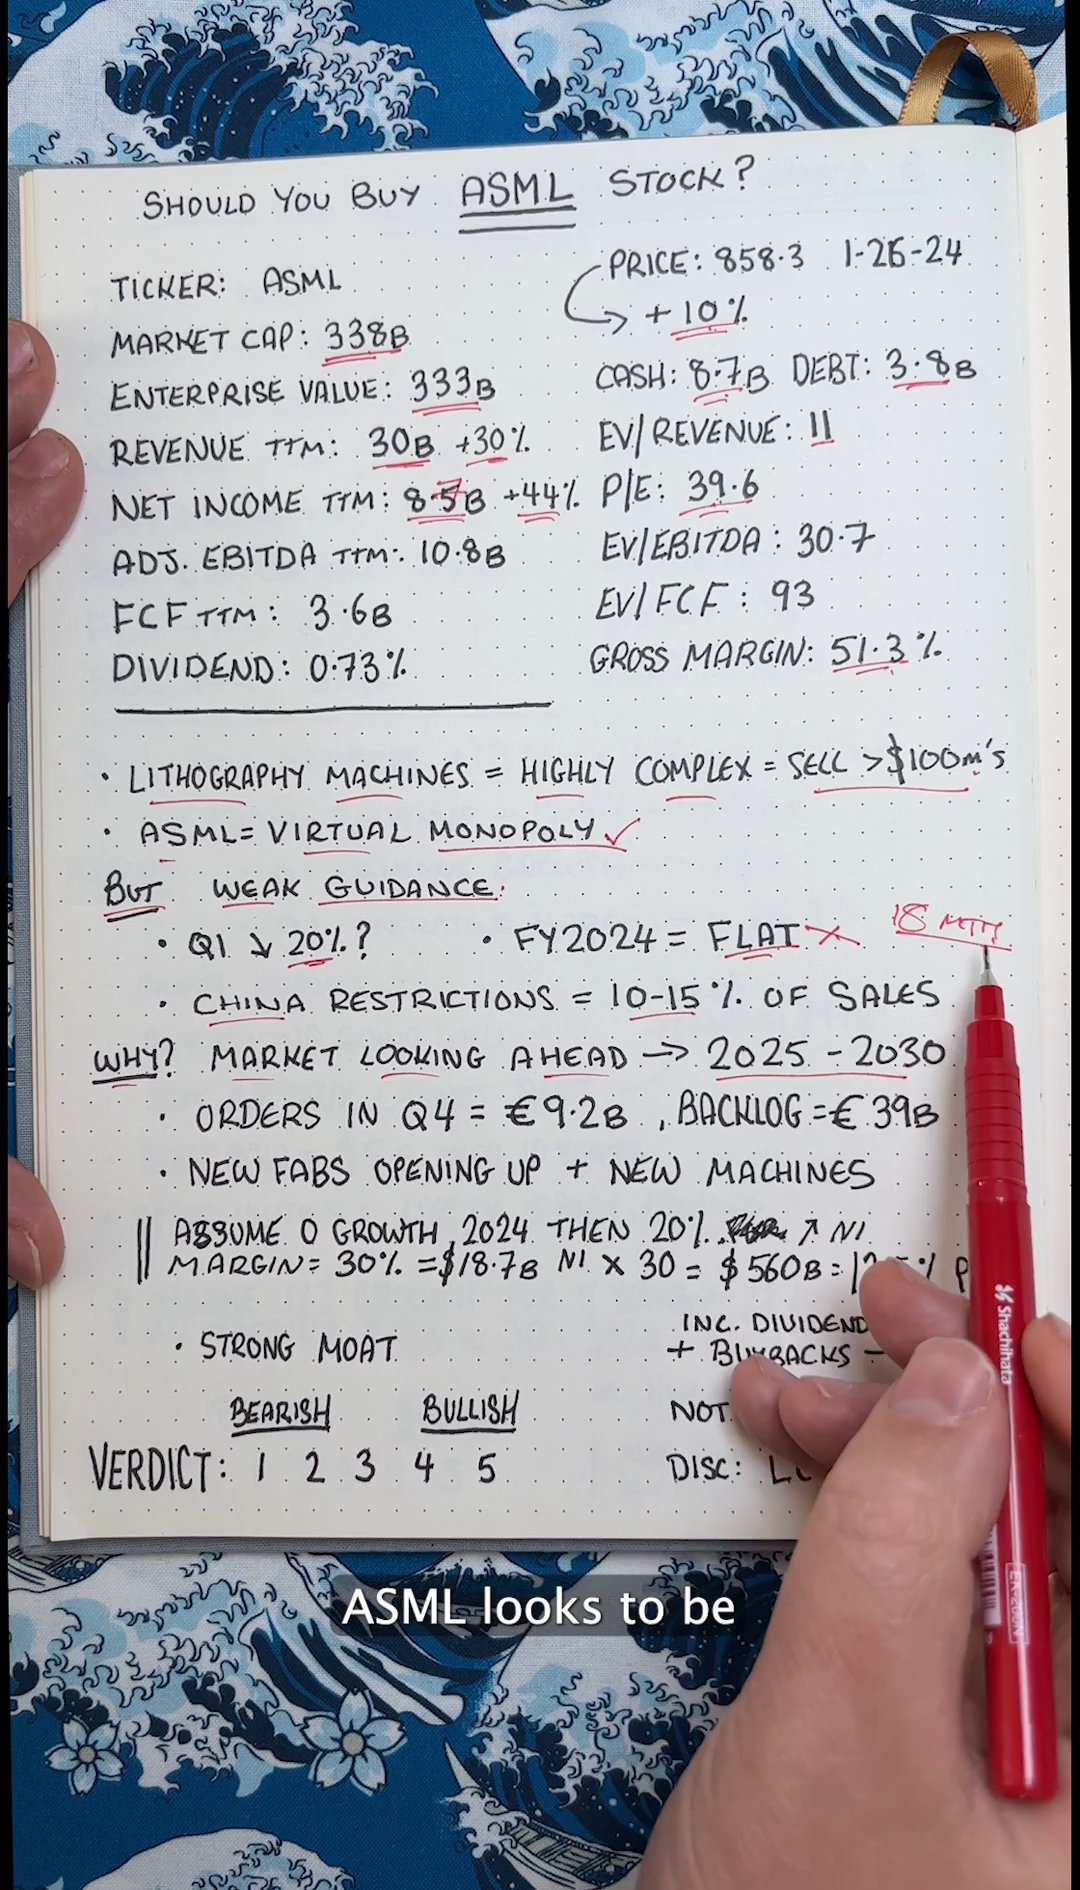 SHOULD YOU BUY ASML STOCK?
TICKER: ASML
PRICE: 858.3 1-26-24
→ + 10%
MARKET CAP: 338B
CASH: 8.7B DEBT: 3.8B
ENTERPRISE VALUE: 333B
EV/REVENUE: 11
REVENUE TTM: 30B +30%
P/E: 39.6
NET INCOME TTM: 8.5B +44%
EV/EBITDA: 30.7
ADJ. EBITDA TTM: 10.8B
EV/FCF: 93
FCF TTM: 3.6B
GROSS MARGIN: 51.3%
DIVIDEND: 0.73%
• LITHOGRAPHY MACHINES = HIGHLY COMPLEX = SELL >$100m's
• ASML = VIRTUAL MONOPOLY ✓
BUT WEAK GUIDANCE:
• Q1 ↘ 20%? • FY2024 = FLAT X 18 MTH
• CHINA RESTRICTIONS = 10-15% OF SALES
WHY? MARKET LOOKING AHEAD → 2025 - 2030
• ORDERS IN Q4 = €9.2B, BACKLOG = €39B
• NEW FABS OPENING UP + NEW MACHINES
ASSUME 0 GROWTH, 2024 THEN 20% ↗ NI
MARGIN = 30% = $18.7B NI X 30 = $560B =
INC. DIVIDEND
• STRONG MOAT
+ BUYBACKS -
BEARISH BULLISH
NOT
VERDICT: 1 2 3 4 5
DISC:
ASML looks to be
Shachihata